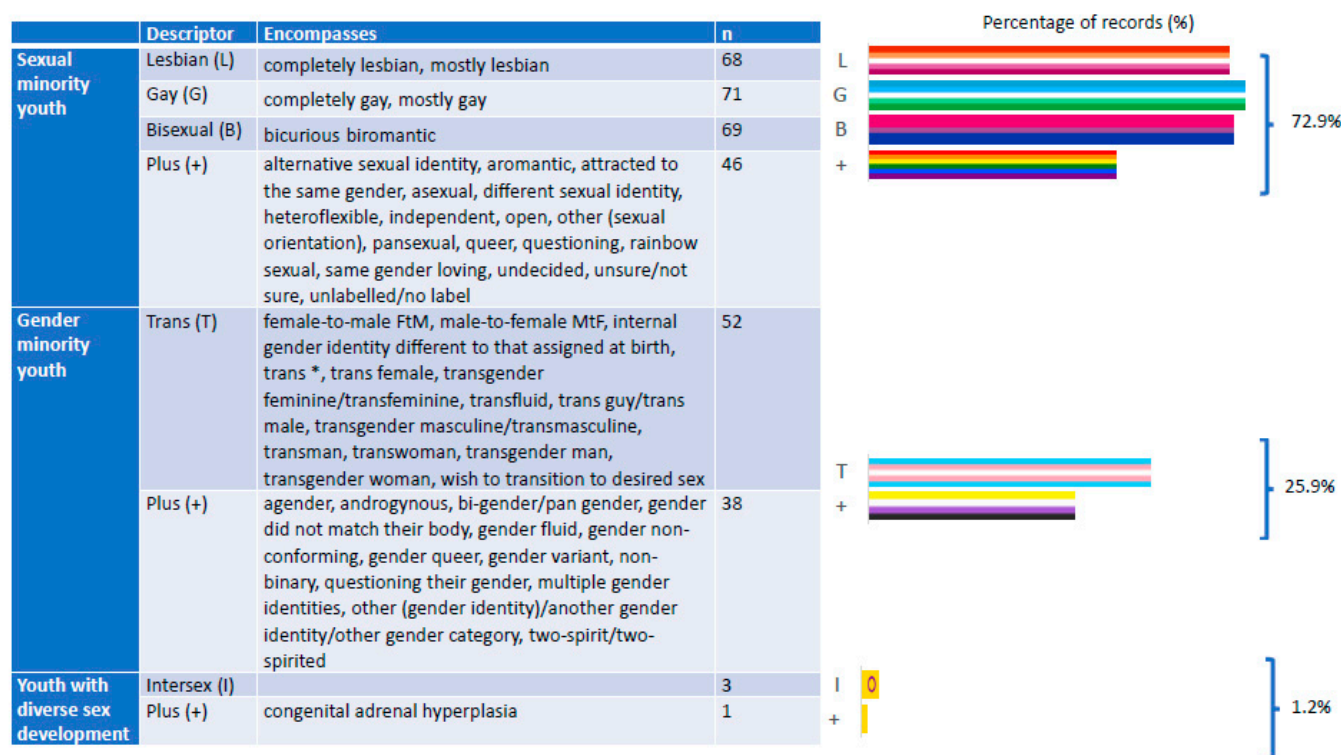 Descriptor Encompasses n
Sexual minority youth
Lesbian (L) completely lesbian, mostly lesbian 68
Gay (G) completely gay, mostly gay 71
Bisexual (B) bicurious biromantic 69
Plus (+) alternative sexual identity, aromantic, attracted to 46
the same gender, asexual, different sexual identity,
heteroflexible, independent, open, other (sexual
orientation), pansexual, queer, questioning, rainbow
sexual, same gender loving, undecided, unsure/not
sure, unlabelled/no label
Gender minority youth
Trans (T) female-to-male FtM, male-to-female MtF, internal 52
gender identity different to that assigned at birth,
trans *, trans female, transgender
feminine/transfeminine, transfluid, trans guy/trans
male, transgender masculine/transmasculine,
transman, transwoman, transgender man,
transgender woman, wish to transition to desired sex
Plus (+) agender, androgynous, bi-gender/pan gender, gender 38
did not match their body, gender fluid, gender non-
conforming, gender queer, gender variant, non-
binary, questioning their gender, multiple gender
identities, other (gender identity)/another gender
identity/other gender category, two-spirit/two-
spirited
Youth with diverse sex development
Intersex (I) 3
Plus (+) congenital adrenal hyperplasia 1
Percentage of records (%)
L
G
B
+
72.9%
T
+
25.9%
I
+
1.2%